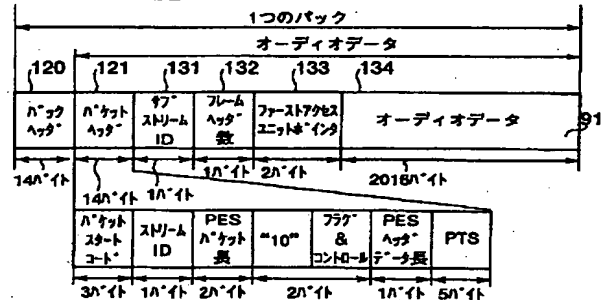 1つのパック
オーディオデータ
120 121 131 132 133 134
パック
ヘッダ
パケット
ヘッダ
サブ
ストリーム
ID
フレーム
ヘッダ
数
ファーストアクセス
ユニットポインタ
オーディオデータ
91
14バイト
14バイト
1バイト
1バイト
2バイト
2016バイト
パケット
スタート
コード
ストリーム
ID
PES
パケット
長
“10”
フラグ
&
コントロール
PES
ヘッダ
データ長
PTS
3バイト
1バイト
2バイト
2バイト
1バイト
5バイト